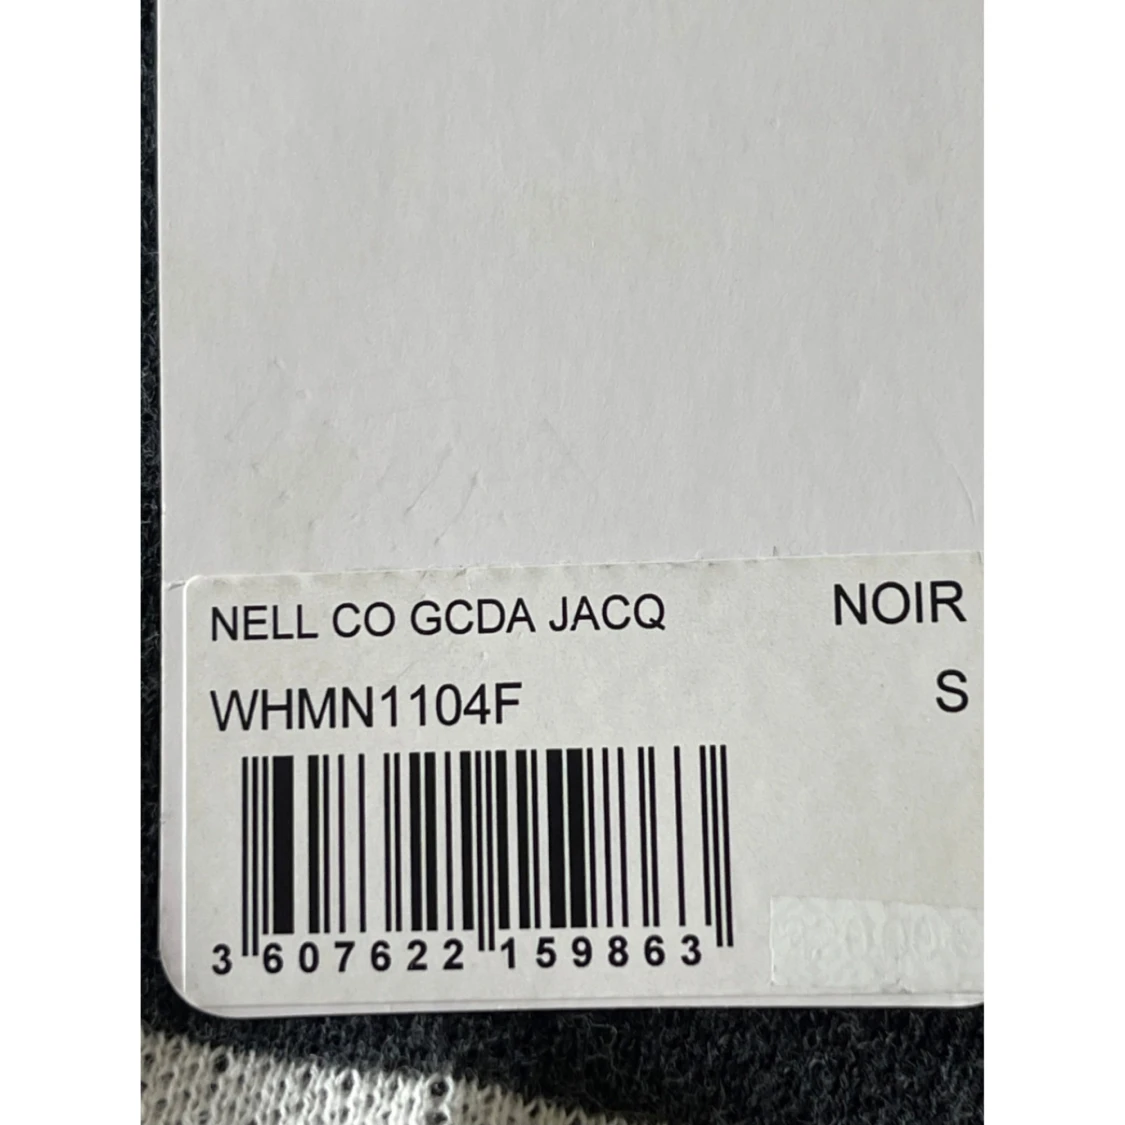 NELL CO GCDA JACQ NOIR
WHMN1104F S
3 607622 159863